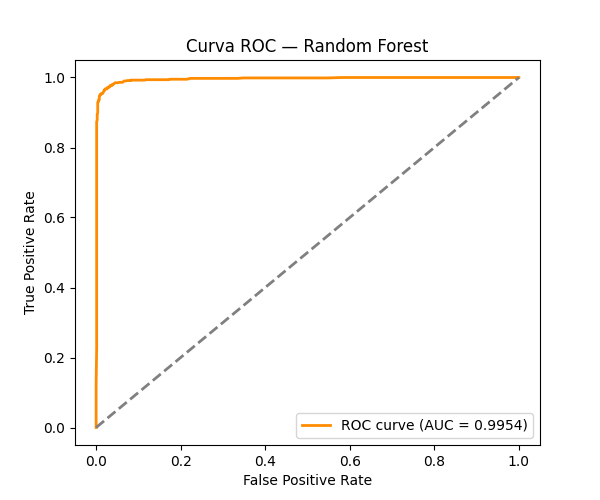 Curva ROC — Random Forest
True Positive Rate
1.0
0.8
0.6
0.4
0.2
0.0
ROC curve (AUC = 0.9954)
0.0 0.2 0.4 0.6 0.8 1.0
False Positive Rate